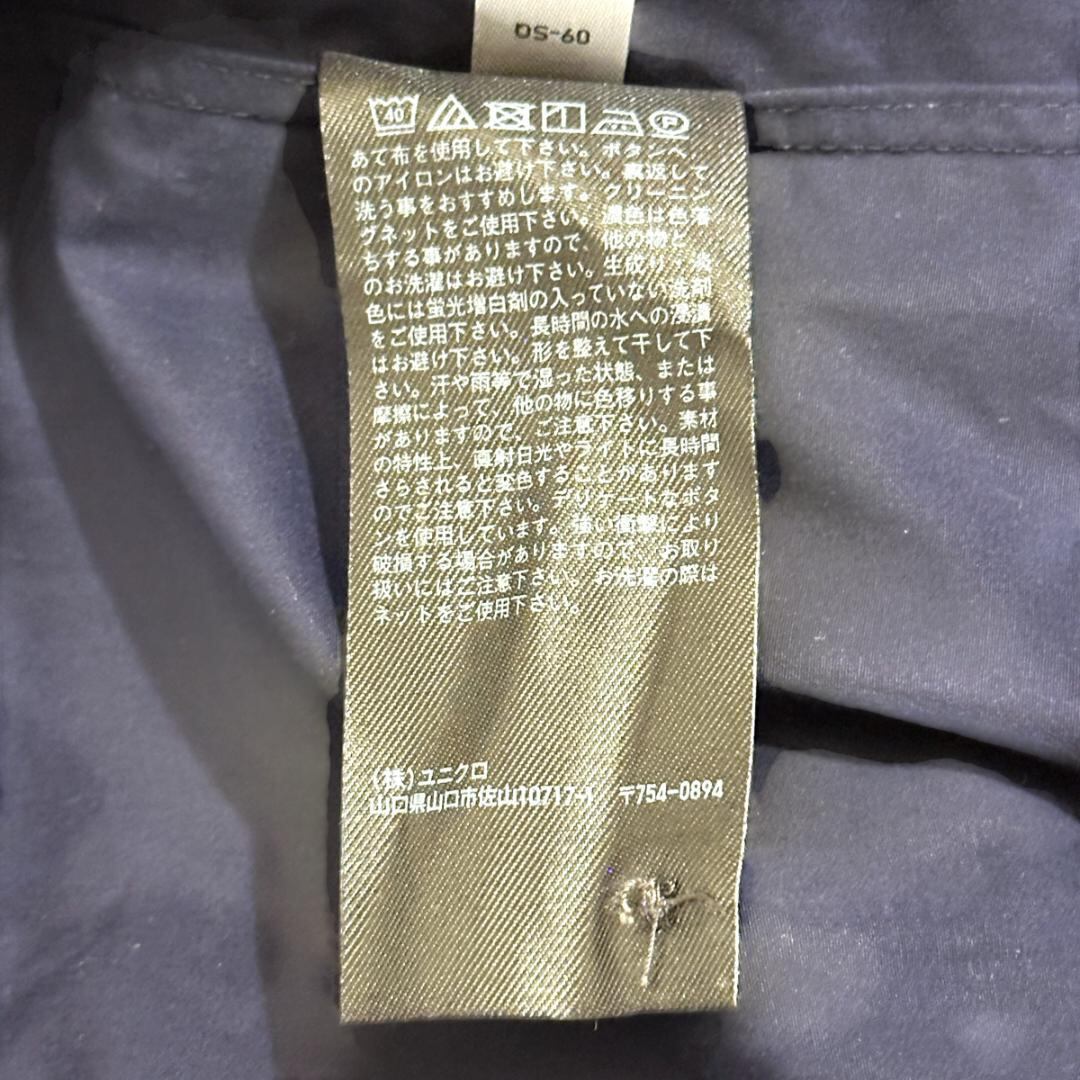 QS-60
40
P
あて布を使用して下さい。ボタンへ
のアイロンはお避け下さい。裏返して
洗う事をおすすめします。クリーニン
グネットをご使用下さい。濃色は色落
ちする事がありますので、他の物と
のお洗濯はお避け下さい。生成り、淡
色には蛍光増白剤の入っていない洗剤
をご使用下さい。長時間の水への浸漬
はお避け下さい。形を整えて干して下
さい。汗や雨等で湿った状態、または
摩擦によって、他の物に色移りする事
がありますので、ご注意下さい。素材
の特性上、直射日光やライトに長時間
さらされると変色することがあります
のでご注意下さい。デリケートなボタ
ンを使用しています。強い衝撃により
破損する場合がありますので、お取り
扱いにはご注意下さい。お洗濯の際は
ネットをご使用下さい。
(株)ユニクロ
山口県山口市佐山10717-1 〒754-0894